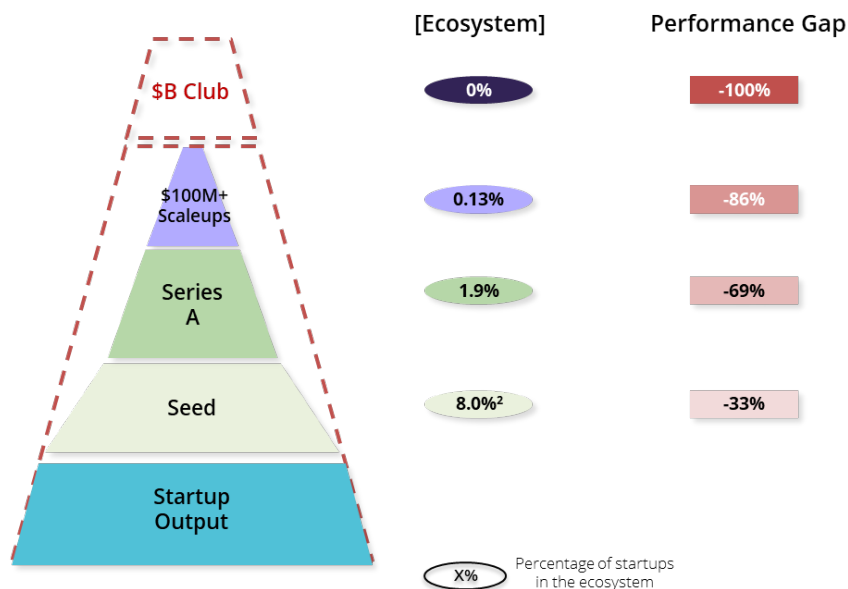 [Ecosystem]
Performance Gap
$B Club
0%
-100%
$100M+
Scaleups
0.13%
-86%
Series
A
1.9%
-69%
Seed
8.0%²
-33%
Startup
Output
X%
Percentage of startups
in the ecosystem